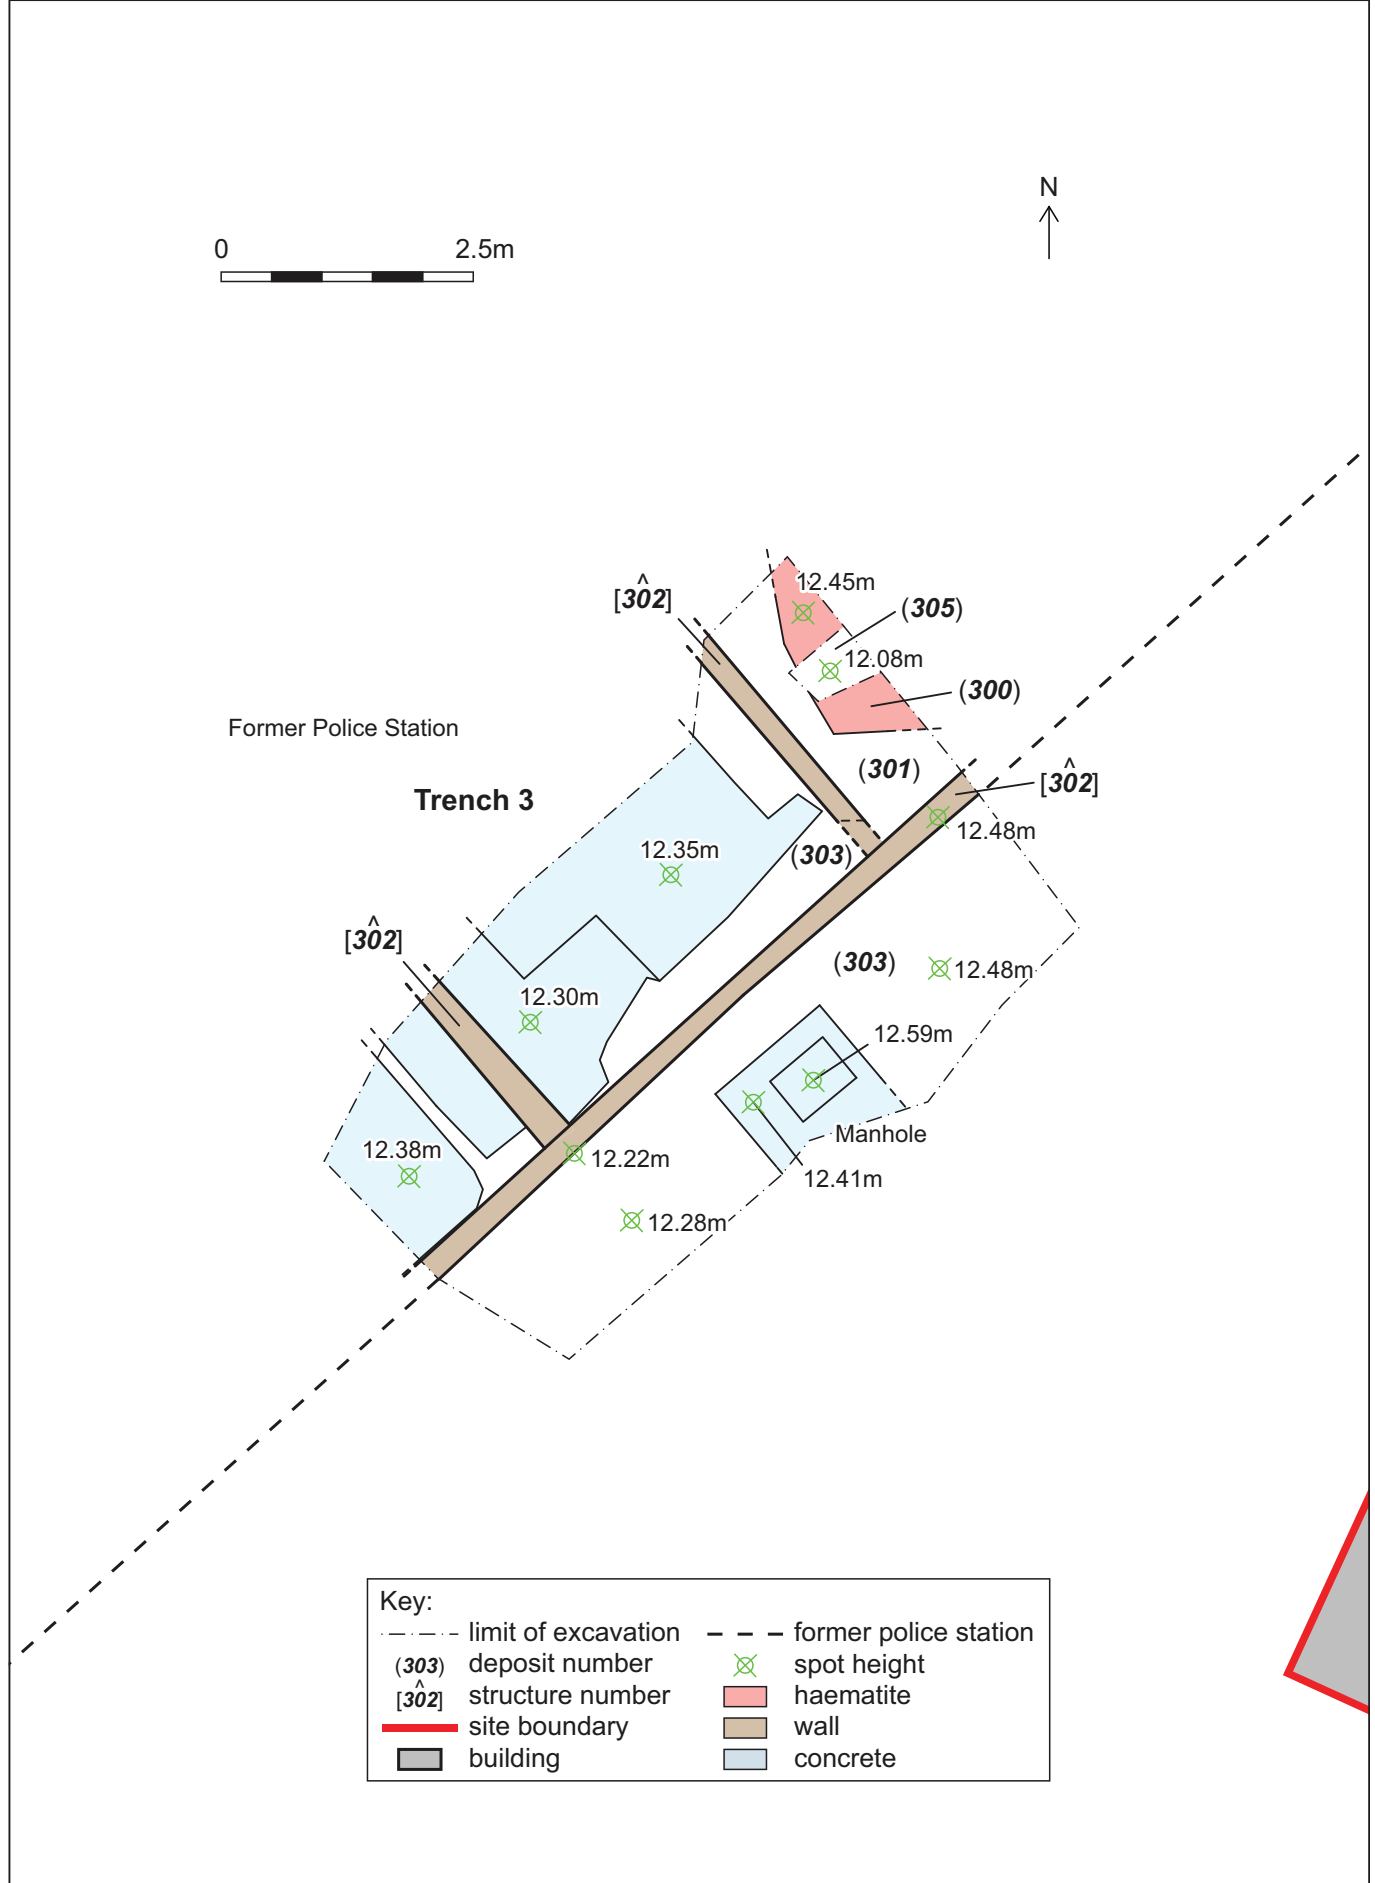 N
0 2.5m
12.45m
[302]
^
(305)
12.08m
(300)
Former Police Station
(301)
[302]
^
Trench 3
12.48m
12.35m
(303)
[302]
^
(303)
12.48m
12.30m
12.59m
Manhole
12.38m
12.22m
12.41m
12.28m
Key:
limit of excavation
(303) deposit number
[302] structure number
^
site boundary
building
former police station
spot height
haematite
wall
concrete